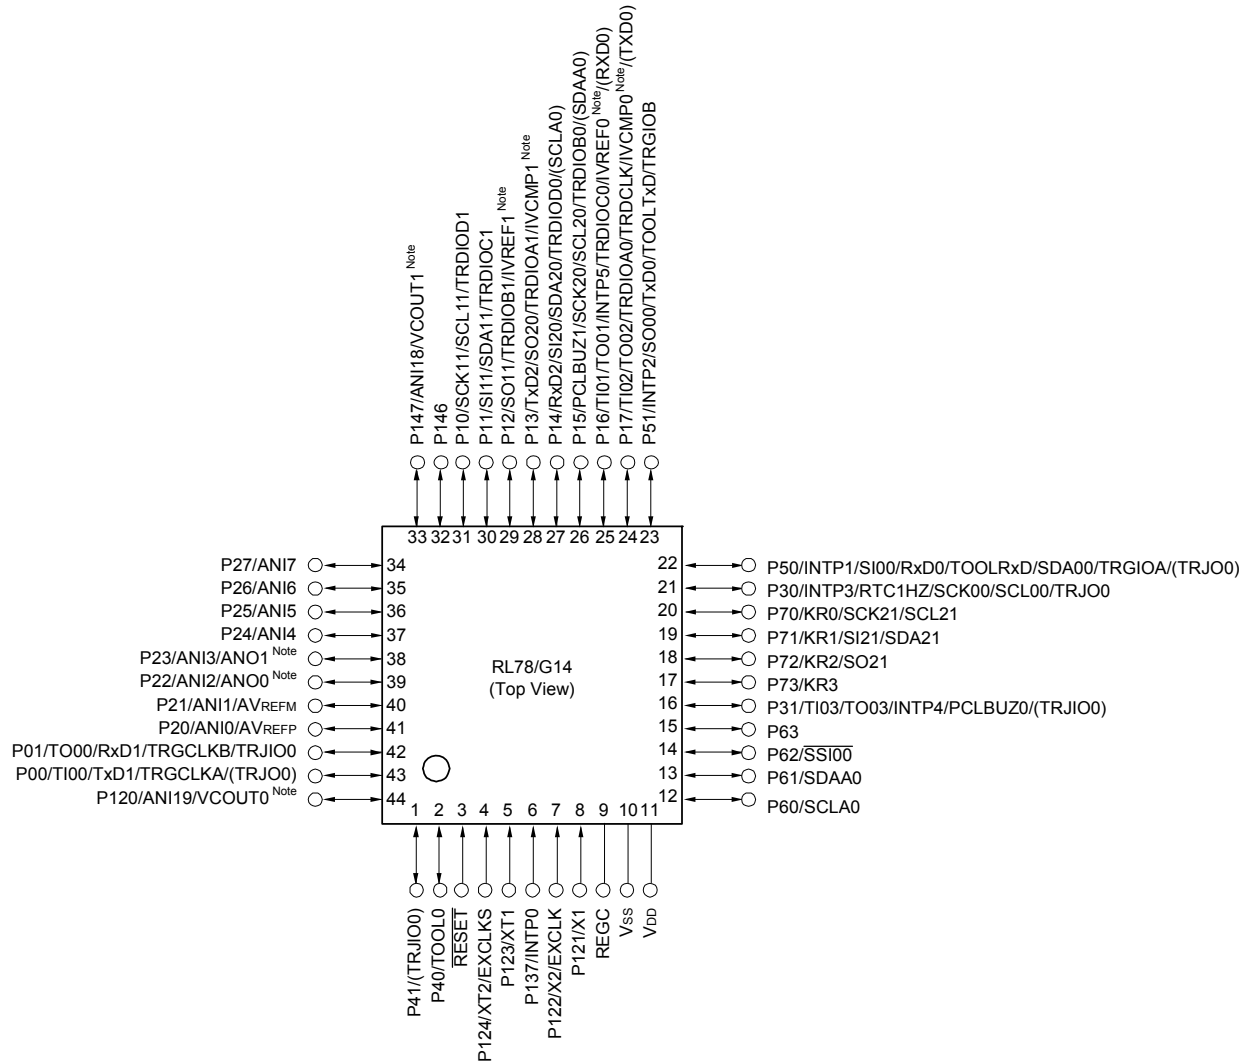 P147/ANI18/VCOUT1 Note
P146
P10/SCK11/SCL11/TRDIOD1
P11/SI11/SDA11/TRDIOC1
P12/SO11/TRDIOB1/IVREF1 Note
P13/TxD2/SO20/TRDIOA1/IVCMP1 Note
P14/RxD2/SI20/SDA20/TRDIOD0/(SCLA0)
P15/PCLBUZ1/SCK20/SCL20/TRDIOB0/(SDAA0)
P16/TI01/TO01/INTP5/TRDIOC0/IVREF0 Note/(RXD0)
P17/TI02/TO02/TRDIOA0/TRDCLK/IVCMP0 Note/(TXD0)
P51/INTP2/SO00/TxD0/TOOLTxD/TRGIOB
33 32 31 30 29 28 27 26 25 24 23
P27/ANI7 34
P26/ANI6 35
P25/ANI5 36
P24/ANI4 37
P23/ANI3/ANO1 Note 38
P22/ANI2/ANO0 Note 39
P21/ANI1/AVREFM 40
P20/ANI0/AVREFP 41
P01/TO00/RxD1/TRGCLKB/TRJIO0 42
P00/TI00/TxD1/TRGCLKA/(TRJO0) 43
P120/ANI19/VCOUT0 Note 44
RL78/G14
(Top View)
22 P50/INTP1/SI00/RxD0/TOOLRxD/SDA00/TRGIOA/(TRJO0)
21 P30/INTP3/RTC1HZ/SCK00/SCL00/TRJO0
20 P70/KR0/SCK21/SCL21
19 P71/KR1/SI21/SDA21
18 P72/KR2/SO21
17 P73/KR3
16 P31/TI03/TO03/INTP4/PCLBUZ0/(TRJIO0)
15 P63
14 P62/SSI00
13 P61/SDAA0
12 P60/SCLA0
1 2 3 4 5 6 7 8 9 10 11
P41/(TRJIO0)
P40/TOOL0
RESET
P124/XT2/EXCLKS
P123/XT1
P137/INTP0
P122/X2/EXCLK
P121/X1
REGC
VSS
VDD